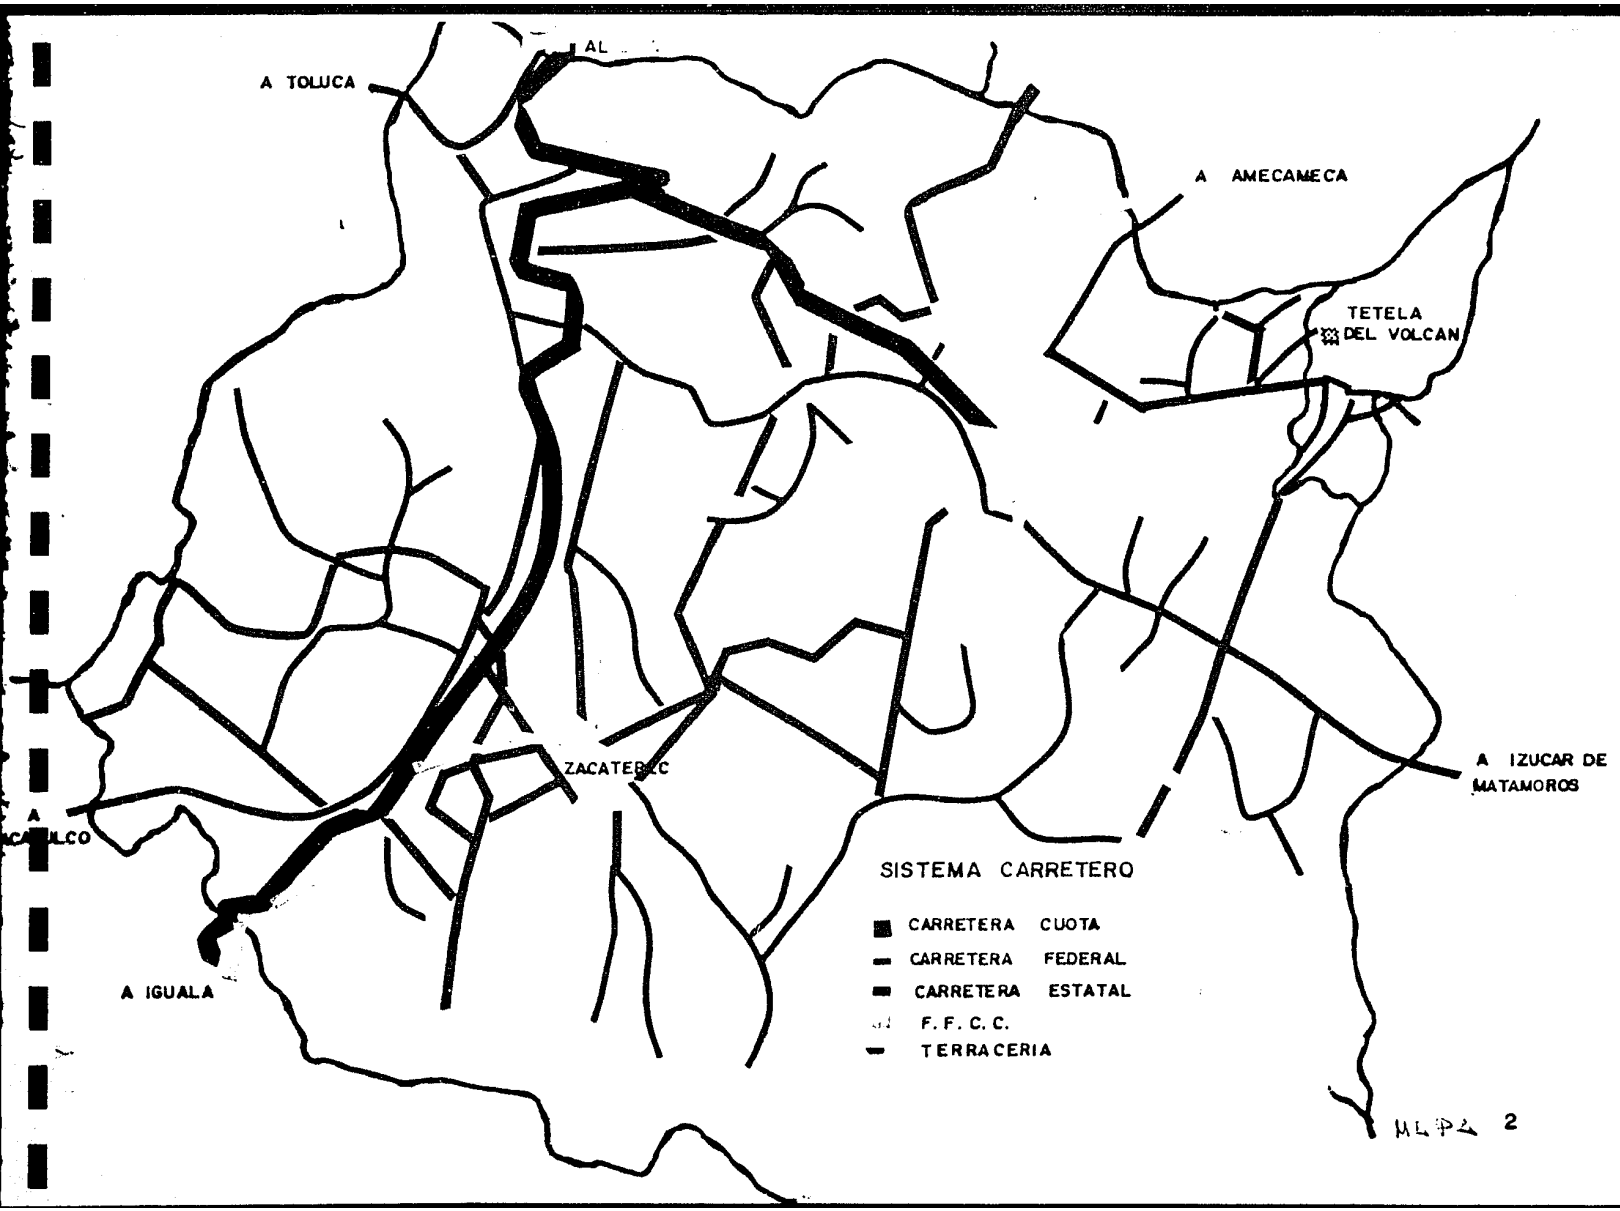 AL
A TOLUCA
A AMECAMECA
TETELA
DEL VOLCAN
ZACATEPEC
A IZUCAR DE
MATAMOROS
A
A IGUALA
SISTEMA CARRETERO
CARRETERA CUOTA
CARRETERA FEDERAL
CARRETERA ESTATAL
F.F.C.C.
TERRACERIA
2